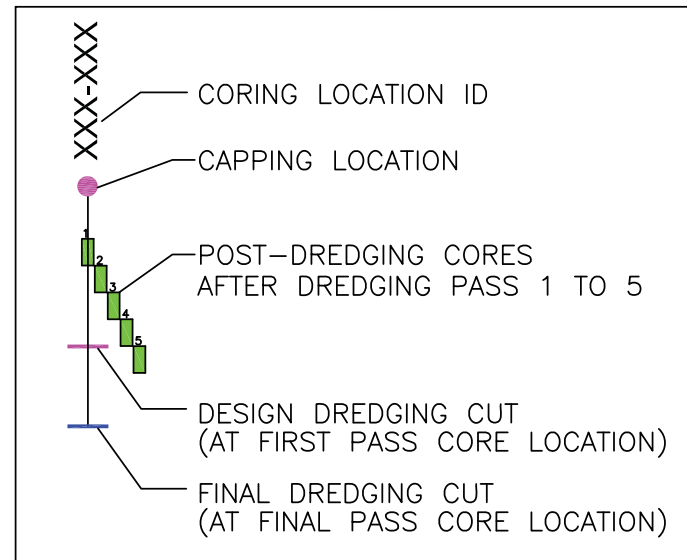 XXX-XXX
CORING LOCATION ID
CAPPING LOCATION
1
2
3
4
5
POST-DREDGING CORES
AFTER DREDGING PASS 1 TO 5
DESIGN DREDGING CUT
(AT FIRST PASS CORE LOCATION)
FINAL DREDGING CUT
(AT FINAL PASS CORE LOCATION)